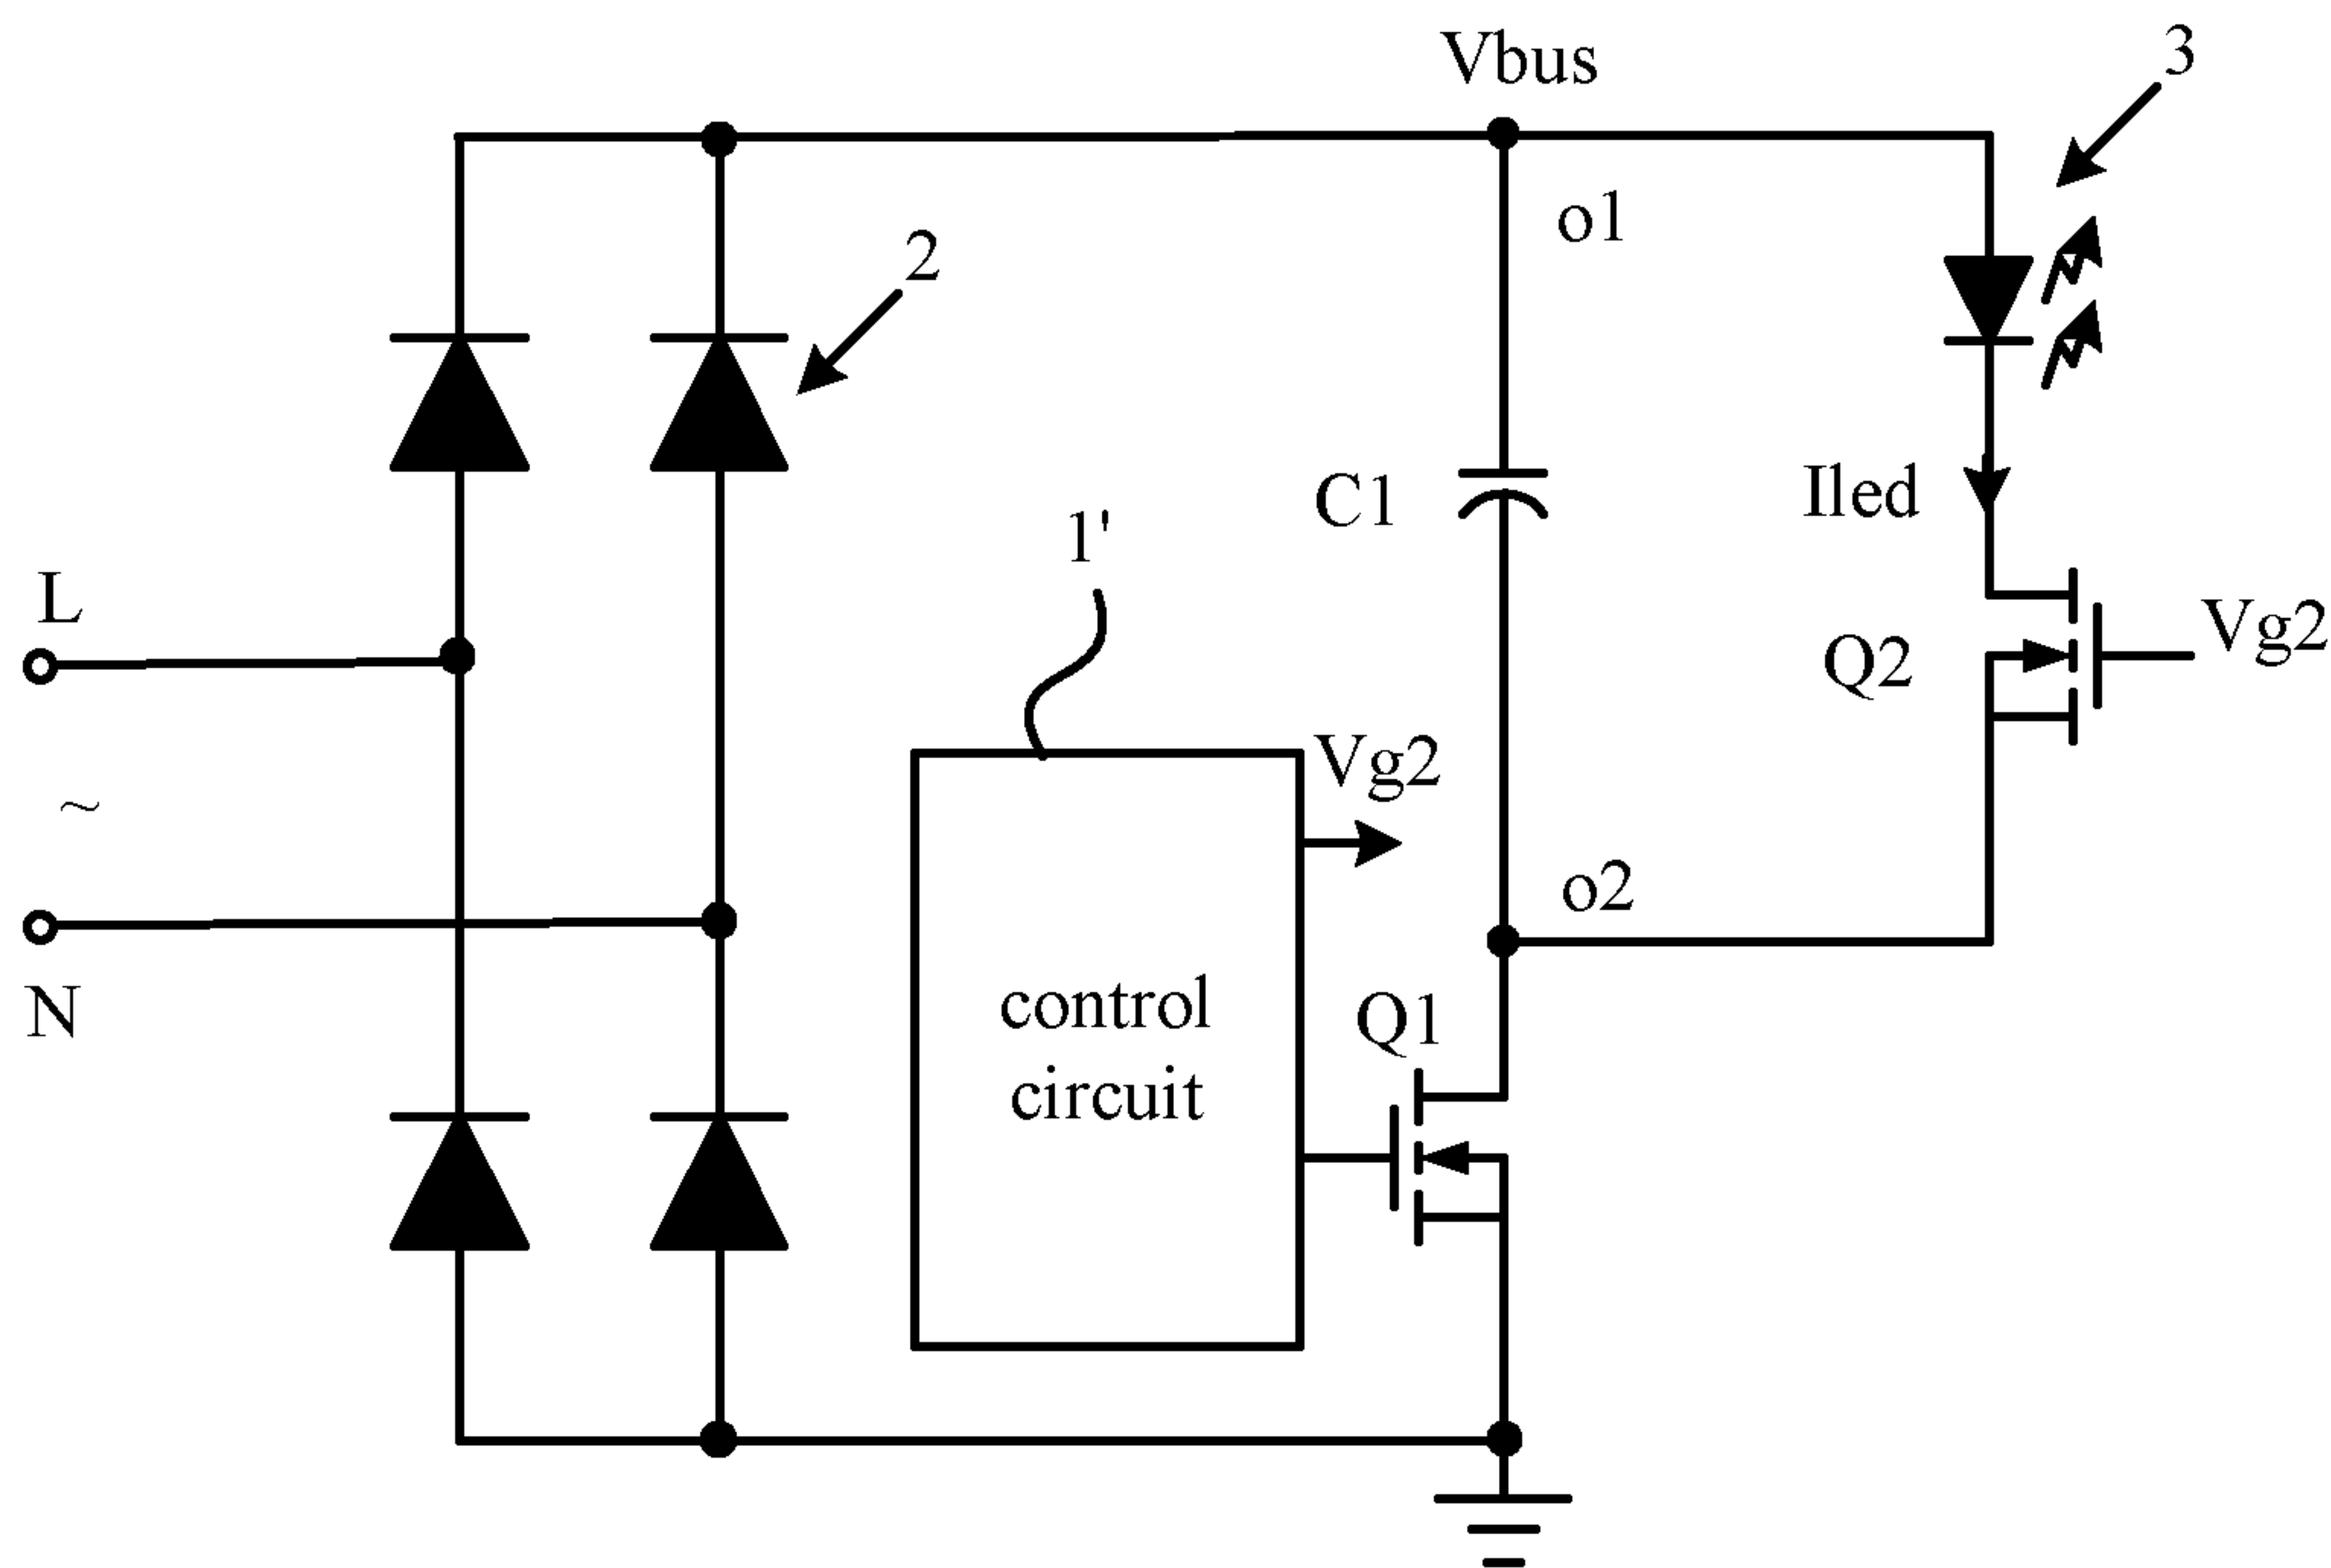 Vbus
3
o1
2
C1
Iled
1'
L
Q2
Vg2
Vg2
~
o2
N
control
circuit
Q1